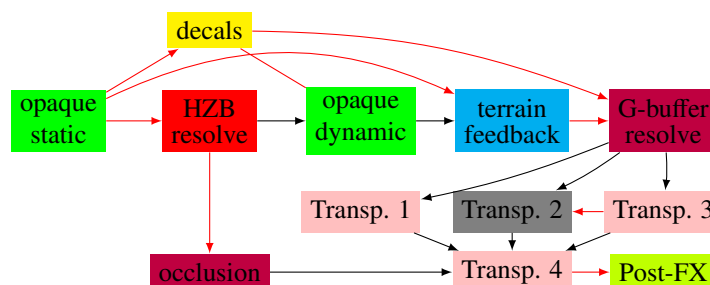 decals
opaque
static
HZB
resolve
opaque
dynamic
terrain
feedback
G-buffer
resolve
Transp. 1
Transp. 2
Transp. 3
occlusion
Transp. 4
Post-FX